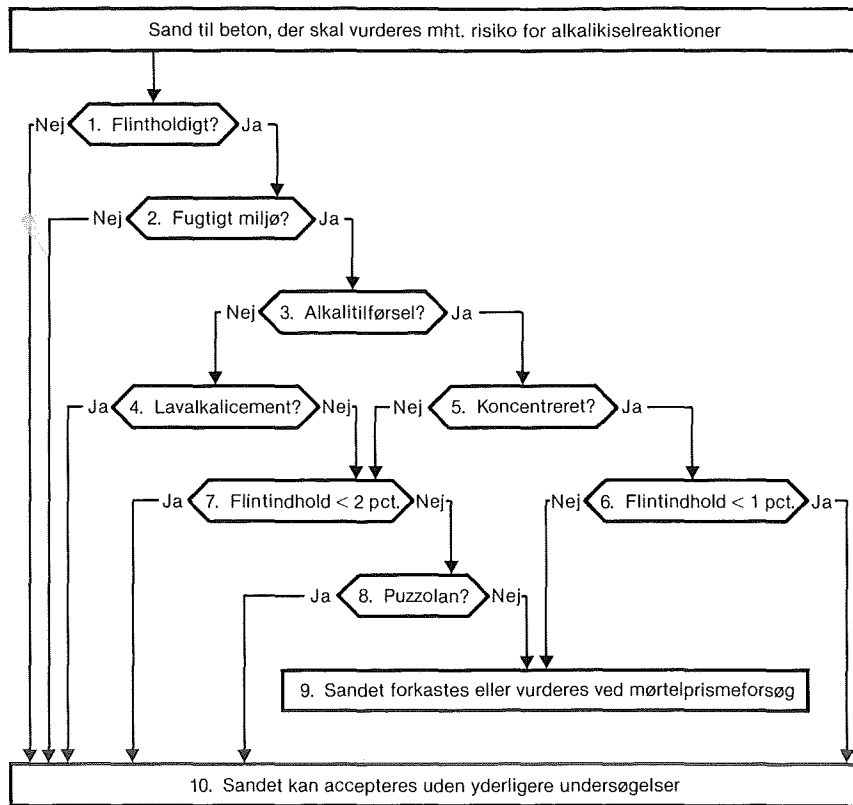 Sand til beton, der skal vurderes mht. risiko for alkalikiselreaktioner
Nej 1. Flintholdigt? Ja
Nej 2. Fugtigt miljø? Ja
Nej 3. Alkalitilførsel? Ja
Ja 4. Lavalkalicement? Nej Nej 5. Koncentreret? Ja
Ja 7. Flintindhold < 2 pct. Nej Nej 6. Flintindhold < 1 pct. Ja
Ja 8. Puzzolan? Nej
9. Sandet forkastes eller vurderes ved mørtelprismeforsøg
10. Sandet kan accepteres uden yderligere undersøgelser